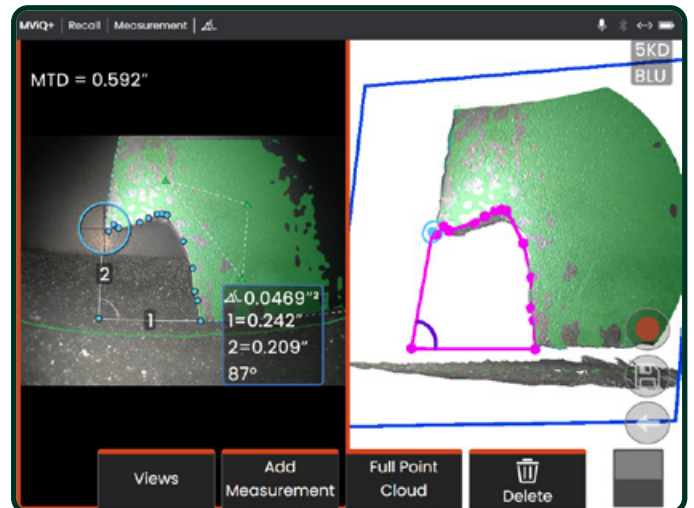 MViQ+ | Recall | Measurement |
5KD
BLU
MTD = 0.592"
2
1
0.0469"²
1=0.242"
2=0.209"
87°
Views
Add
Measurement
Full Point
Cloud
Delete